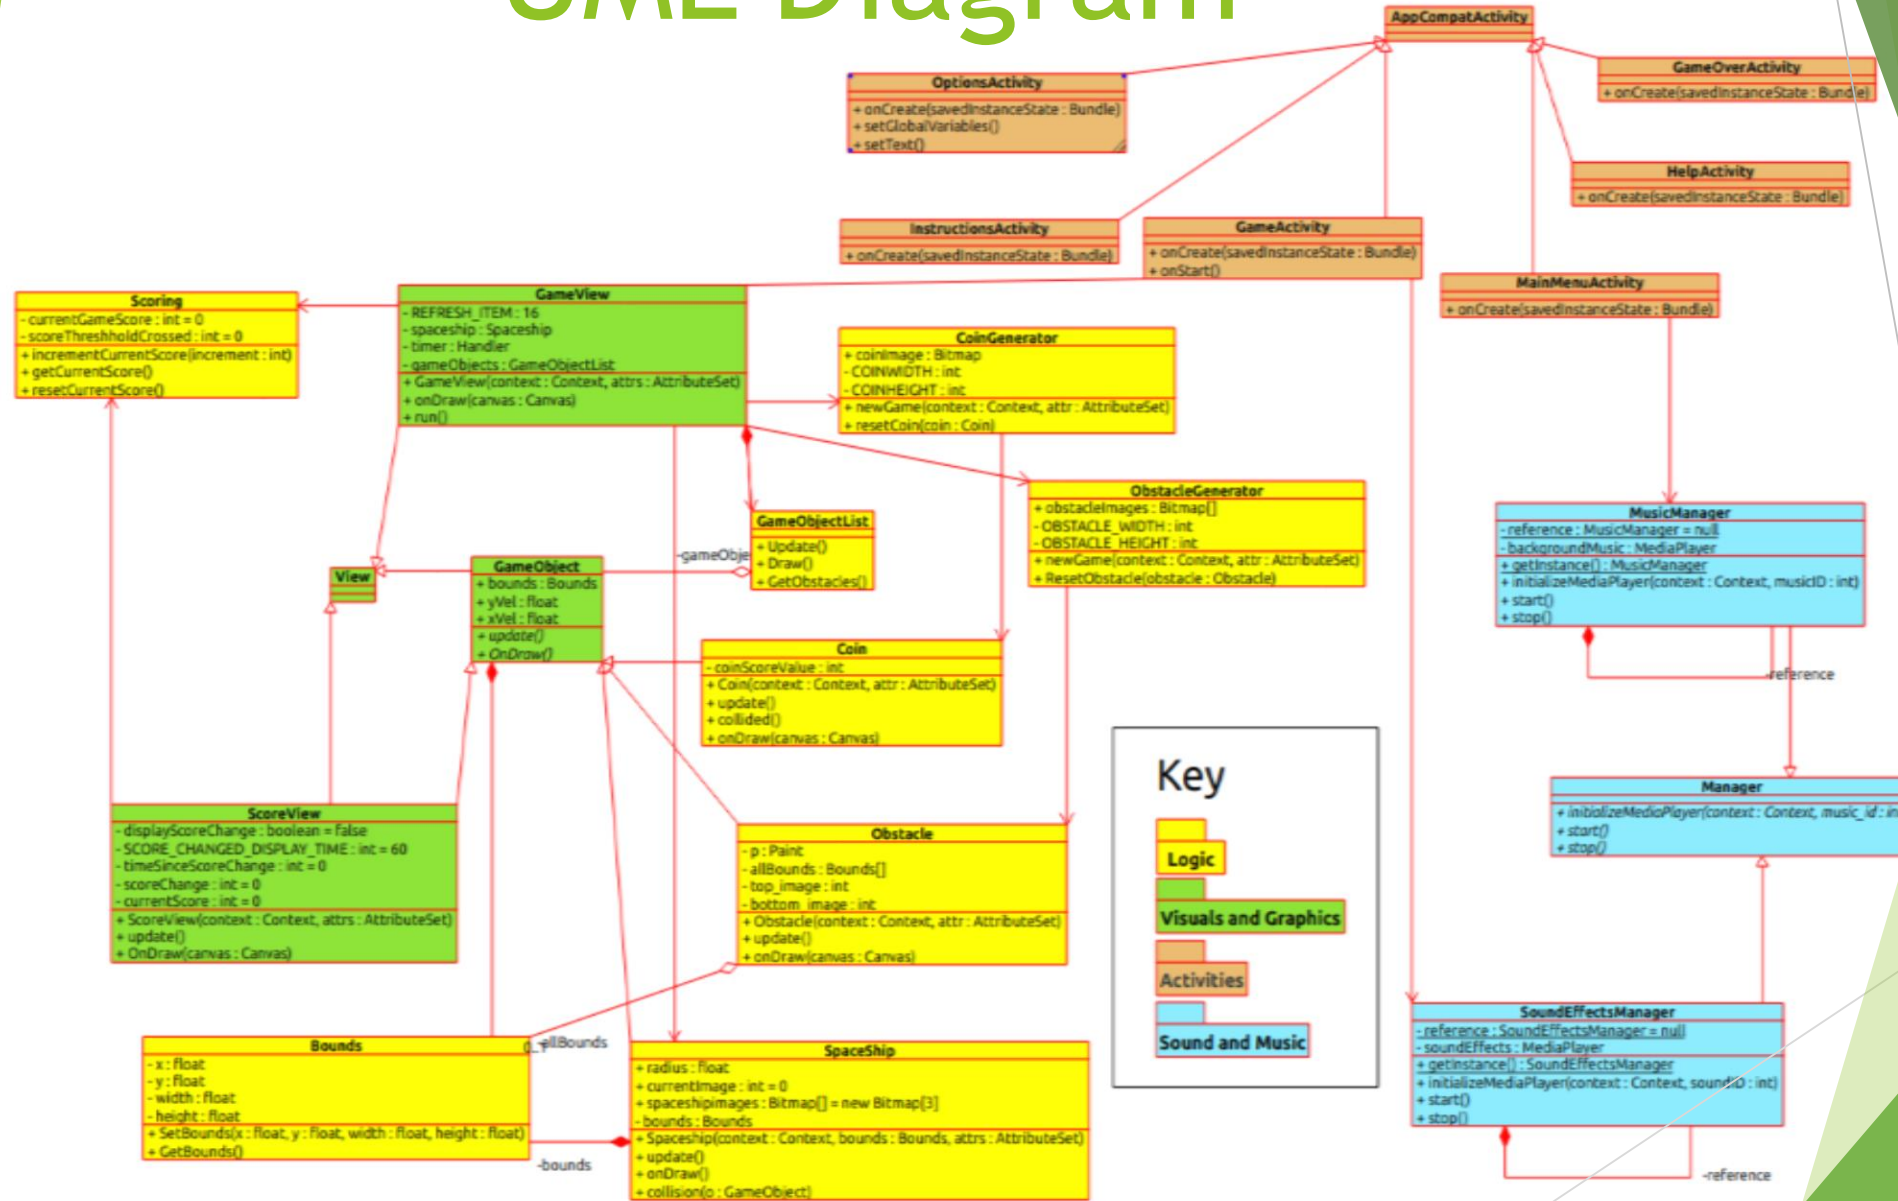 UML Diagram
AppCompatActivity
OptionsActivity
+ onCreate(savedInstanceState : Bundle)
+ setGlobalVariables()
+ setText()
GameOverActivity
+ onCreate(savedInstanceState : Bundle)
HelpActivity
+ onCreate(savedInstanceState : Bundle)
InstructionsActivity
+ onCreate(savedInstanceState : Bundle)
GameActivity
+ onCreate(savedInstanceState : Bundle)
+ onStart()
MainMenuActivity
+ onCreate(savedInstanceState : Bundle)
Scoring
- currentGameScore : int = 0
- scoreThreshholdCrossed : int = 0
+ incrementCurrentScore(increment : int)
+ getCurrentScore()
+ resetCurrentScore()
GameView
- REFRESH_ITEM : 16
- spaceship : Spaceship
- timer : Handler
- gameObjects : GameObjectList
+ GameView(context : Context, attrs : AttributeSet)
+ onDraw(canvas : Canvas)
+ run()
CoinGenerator
+ coinImage : Bitmap
- COINWIDTH : int
- COINHEIGHT : int
+ newGame(context : Context, attr : AttributeSet)
+ resetCoin(coin : Coin)
ObstacleGenerator
+ obstacleImages : Bitmap[]
- OBSTACLE_WIDTH : int
- OBSTACLE_HEIGHT : int
+ newGame(context : Context, attr : AttributeSet)
+ ResetObstacle(obstacle : Obstacle)
MusicManager
- reference : MusicManager = null
- backgroundMusic : MediaPlayer
+ getInstance() : MusicManager
+ initializeMediaPlayer(context : Context, musicID : int)
+ start()
+ stop()
-reference
GameObjectList
+ Update()
+ Draw()
+ GetObstacles()
-gameObje
View
GameObject
+ bounds : Bounds
+ yVel : float
+ xVel : float
+ update()
+ OnDraw()
Coin
- coinScoreValue : int
+ Coin(context : Context, attr : AttributeSet)
+ update()
+ collided()
+ onDraw(canvas : Canvas)
Key
Logic
Visuals and Graphics
Activities
Sound and Music
Manager
+ initializeMediaPlayer(context : Context, music_id : in
+ start()
+ stop()
ScoreView
- displayScoreChange : boolean = false
- SCORE_CHANGED_DISPLAY_TIME : int = 60
- timeSinceScoreChange : int = 0
- scoreChange : int = 0
- currentScore : int = 0
+ ScoreView(context : Context, attrs : AttributeSet)
+ update()
+ OnDraw(canvas : Canvas)
Obstacle
- p : Paint
- allBounds : Bounds[]
- top_image : int
- bottom_image : int
+ Obstacle(context : Context, attr : AttributeSet)
+ update()
+ onDraw(canvas : Canvas)
Bounds
- x : float
- y : float
- width : float
- height : float
+ SetBounds(x : float, y : float, width : float, height : float)
+ GetBounds()
allBounds
-bounds
SpaceShip
+ radius : float
+ currentImage : int = 0
+ spaceshipimages : Bitmap[] = new Bitmap[3]
- bounds : Bounds
+ Spaceship(context : Context, bounds : Bounds, attrs : AttributeSet)
+ update()
+ onDraw()
+ collision(o : GameObject)
SoundEffectsManager
- reference : SoundEffectsManager = null
- soundEffects : MediaPlayer
+ getInstance() : SoundEffectsManager
+ initializeMediaPlayer(context : Context, soundID : int)
+ start()
+ stop()
-reference